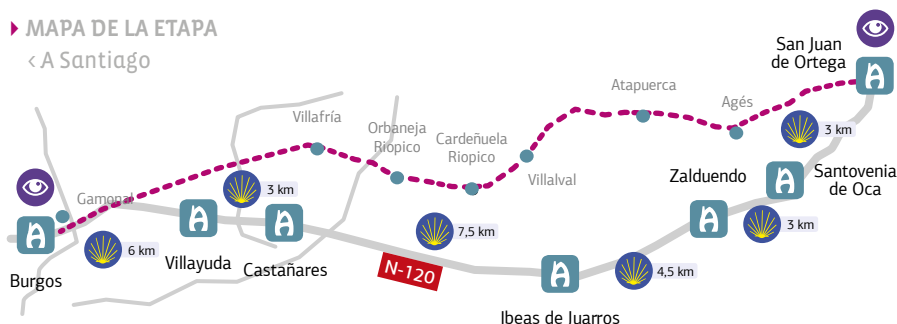 MAPA DE LA ETAPA
< A Santiago
San Juan
de Ortega
Atapuerca
Agés
3 km
Villafría
Orbaneja
Riopico
Cardeñuela
Riopico
Villalval
Zalduendo
Santovenia
de Oca
Gamonal
3 km
7,5 km
3 km
6 km
Villayuda
Castañares
N-120
4,5 km
Burgos
Ibeas de Juarros